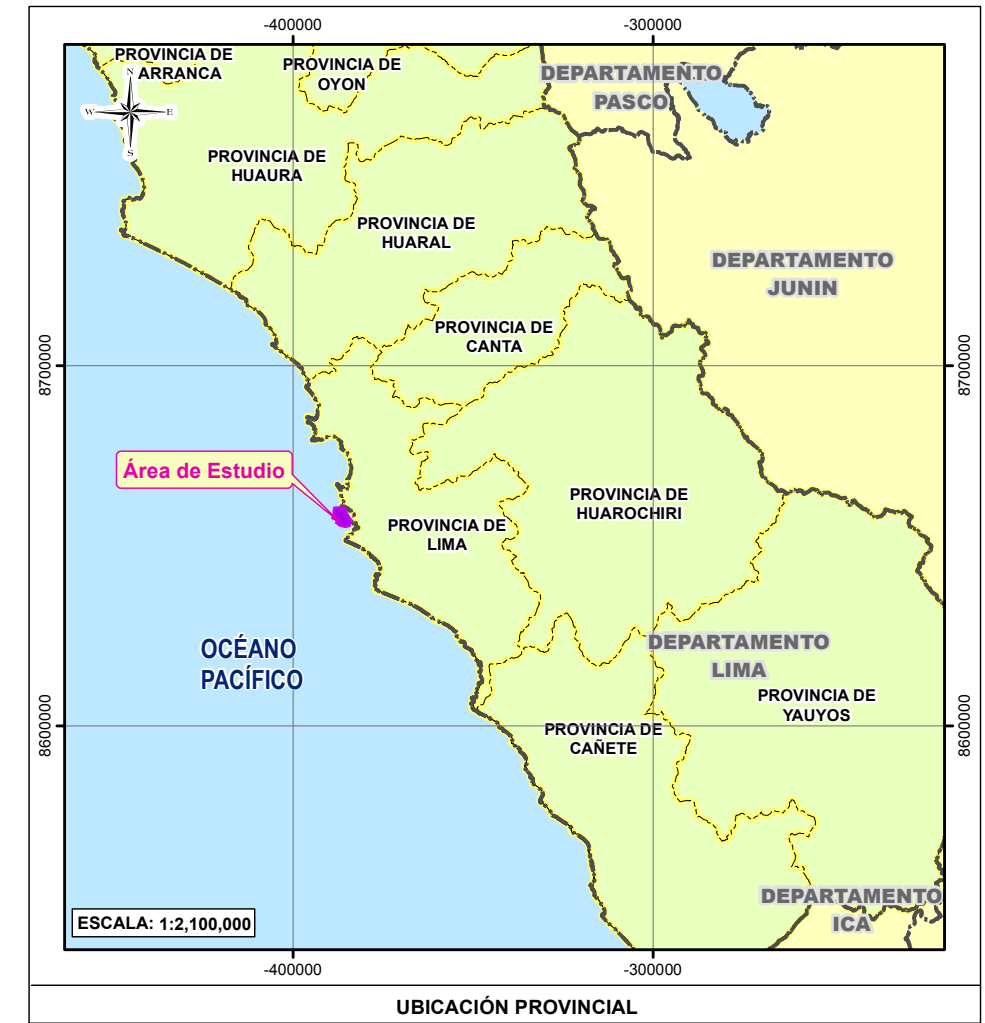 -400000
-300000
PROVINCIA DE
ARRANCA
PROVINCIA DE
OYON
DEPARTAMENTO
PASCO
N
W
E
S
PROVINCIA DE
HUAURA
PROVINCIA DE
HUARAL
DEPARTAMENTO
JUNIN
PROVINCIA DE
CANTA
8700000
8700000
Área de Estudio
PROVINCIA DE
HUAROCHIRI
PROVINCIA DE
LIMA
OCÉANO
PACÍFICO
DEPARTAMENTO
LIMA
PROVINCIA DE
YAUYOS
8600000
8600000
PROVINCIA DE
CAÑETE
DEPARTAMENTO
ICA
ESCALA: 1:2,100,000
-400000
-300000
UBICACIÓN PROVINCIAL